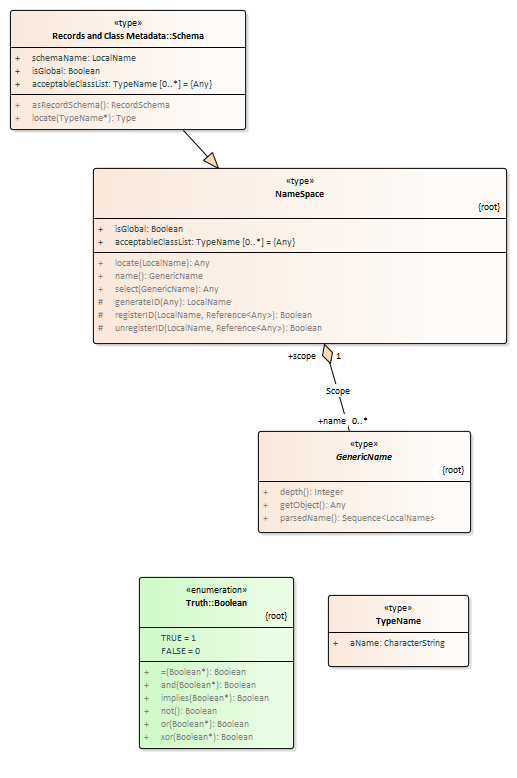 «type»
Records and Class Metadata::Schema
+ schemaName: LocalName
+ isGlobal: Boolean
+ acceptableClassList: TypeName [0..*] = {Any}
+ asRecordSchema(): RecordSchema
+ locate(TypeName*): Type
«type»
NameSpace
{root}
+ isGlobal: Boolean
+ acceptableClassList: TypeName [0..*] = {Any}
+ locate(LocalName): Any
+ name(): GenericName
+ select(GenericName): Any
# generateID(Any): LocalName
# registerID(LocalName, Reference<Any>): Boolean
# unregisterID(LocalName, Reference<Any>): Boolean
+scope 1
Scope
+name 0..*
«type»
GenericName
{root}
+ depth(): Integer
+ getObject(): Any
+ parsedName(): Sequence<LocalName>
«enumeration»
Truth::Boolean
{root}
TRUE = 1
FALSE = 0
+ =(Boolean*): Boolean
+ and(Boolean*): Boolean
+ implies(Boolean*): Boolean
+ not(): Boolean
+ or(Boolean*): Boolean
+ xor(Boolean*): Boolean
«type»
TypeName
+ aName: CharacterString